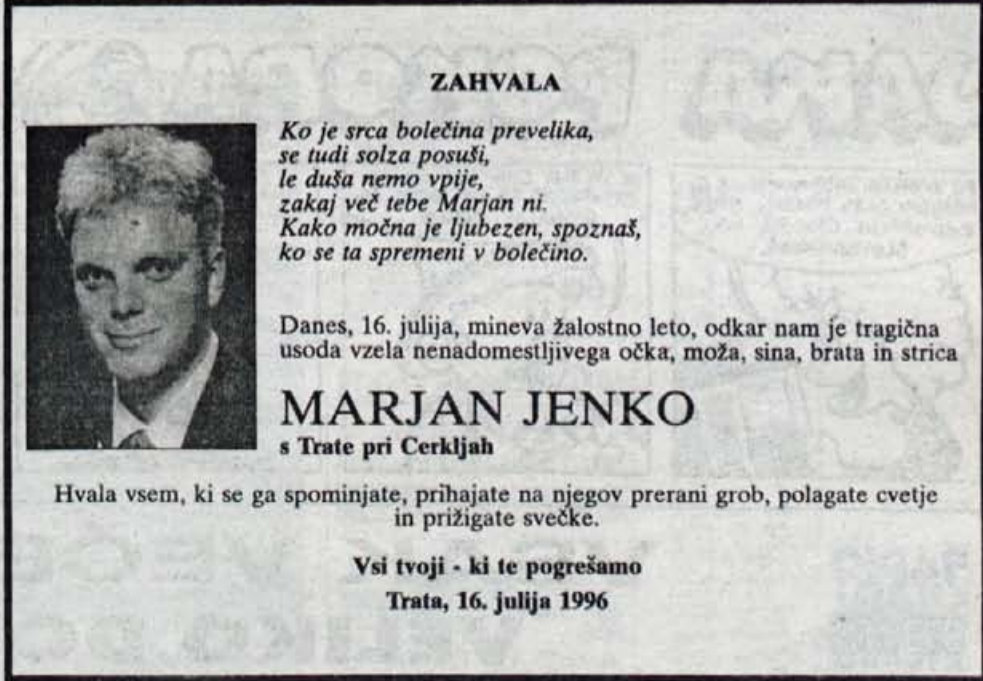 ZAHVALA
Ko je srca bolečina prevelika,
se tudi solza posuši,
le duša nemo vpije,
zakaj več tebe Marjan ni.
Kako močna je ljubezen, spoznaš,
ko se ta spremeni v bolečino.
Danes, 16. julija, mineva žalostno leto, odkar nam je tragična
usoda vzela nenadomestljivega očka, moža, sina, brata in strica
MARJAN JENKO
s Trate pri Cerkljah
Hvala vsem, ki se ga spominjate, prihajate na njegov prerani grob, polagate cvetje
in prižigate svečke.
Vsi tvoji - ki te pogrešamo
Trata, 16. julija 1996